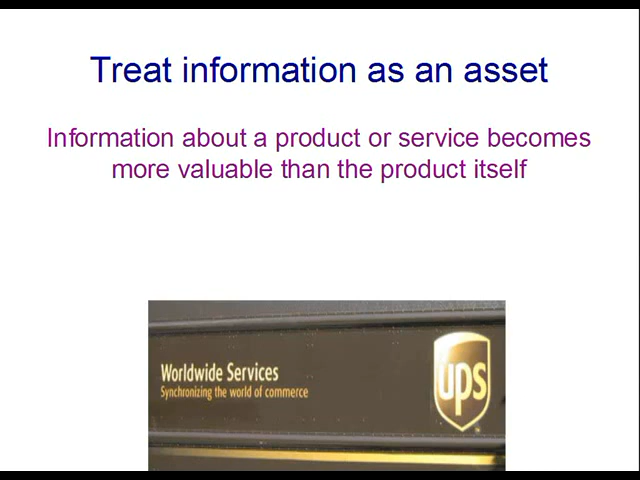 Treat information as an asset
Information about a product or service becomes
more valuable than the product itself
Worldwide Services
Synchronizing the world of commerce
ups